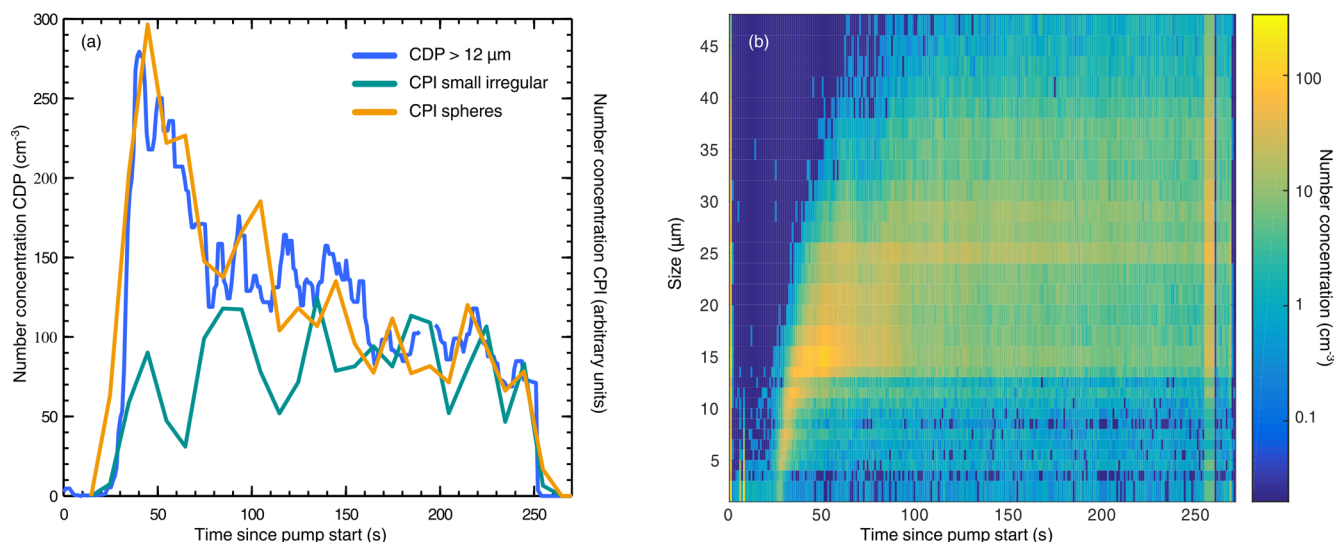 (a)
CDP > 12 µm
CPI small irregular
CPI spheres
Number concentration CDP (cm⁻³)
300
250
200
150
100
50
0
0 50 100 150 200 250
Time since pump start (s)
Number concentration CPI (arbitrary units)
(b)
Size (µm)
45
40
35
30
25
20
15
10
5
0 50 100 150 200 250
Time since pump start (s)
100
10
1
0.1
Number concentration (cm⁻³)